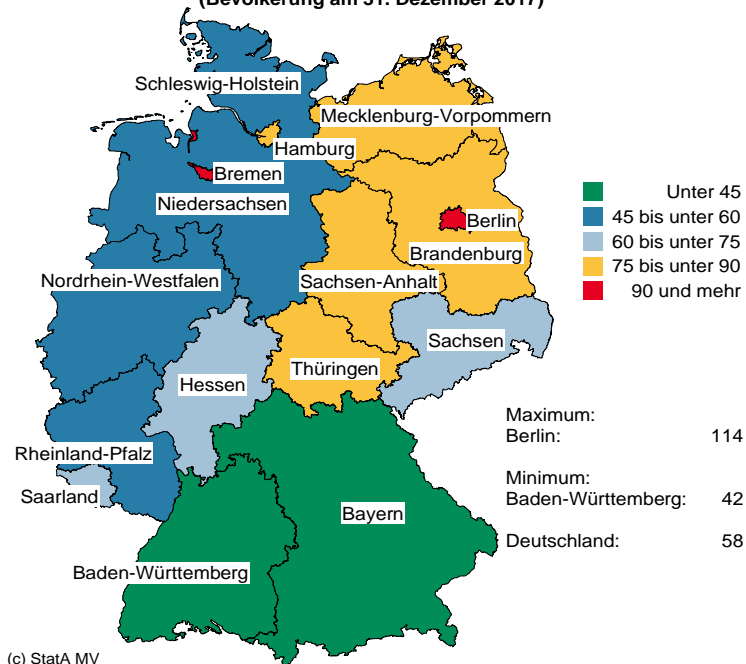 (Bevölkerung am 31. Dezember 2017)
Schleswig-Holstein
Mecklenburg-Vorpommern
Hamburg
Bremen
Niedersachsen
Berlin
Brandenburg
Nordrhein-Westfalen
Sachsen-Anhalt
Sachsen
Thüringen
Hessen
Rheinland-Pfalz
Saarland
Bayern
Baden-Württemberg
Unter 45
45 bis unter 60
60 bis unter 75
75 bis unter 90
90 und mehr
Maximum:
Berlin: 114
Minimum:
Baden-Württemberg: 42
Deutschland: 58
(c) StatA MV